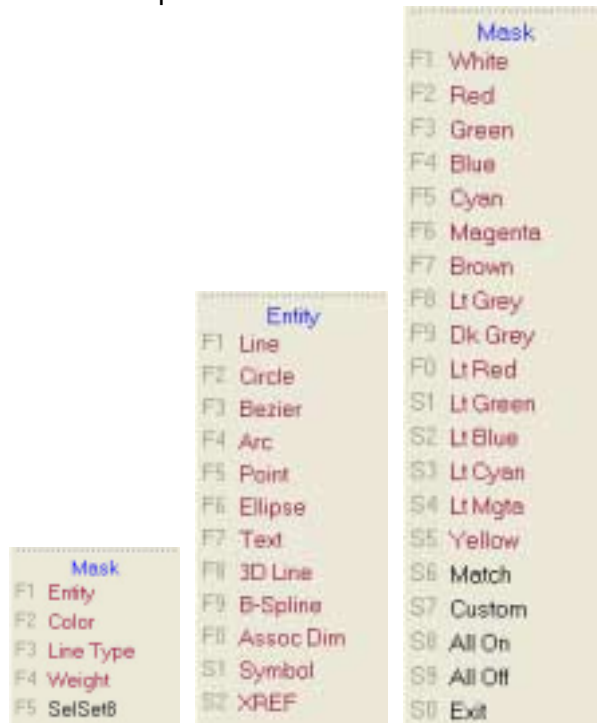 Mask
F1 Entity
F2 Color
F3 Line Type
F4 Weight
F5 SelSet8
Entity
F1 Line
F2 Circle
F3 Bezier
F4 Arc
F5 Point
F6 Ellipse
F7 Text
F8 3D Line
F9 B-Spline
F0 Assoc Dim
S1 Symbol
S2 XREF
Mask
F1 White
F2 Red
F3 Green
F4 Blue
F5 Cyan
F6 Magenta
F7 Brown
F8 Lt Grey
F9 Dk Grey
F0 Lt Red
S1 Lt Green
S2 Lt Blue
S3 Lt Cyan
S4 Lt Mgta
S5 Yellow
S6 Match
S7 Custom
S8 All On
S9 All Off
S0 Exit